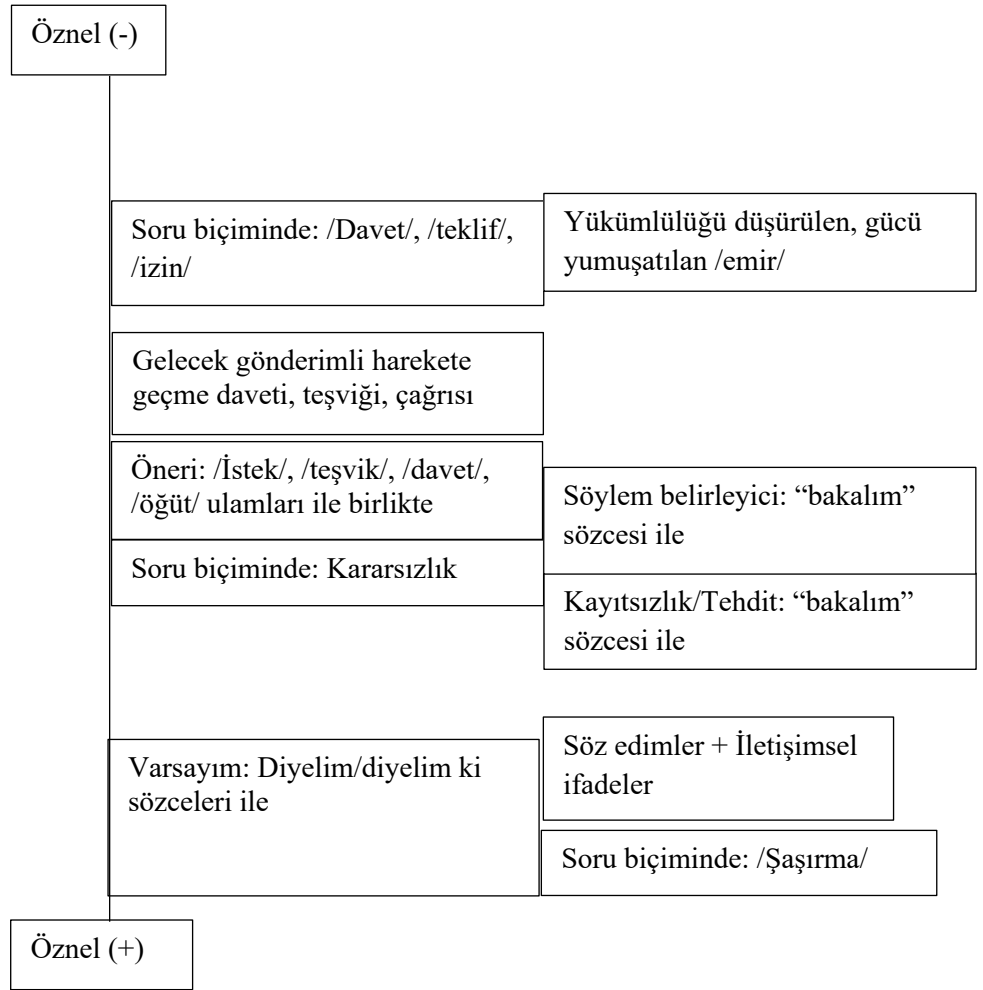 Öznel (-)
Soru biçiminde: /Davet/, /teklif/,
/izin/
Yükümlülüğü düşürülen, gücü
yumuşatılan /emir/
Gelecek gönderimli harekete
geçme daveti, teşviği, çağrısı
Öneri: /İstek/, /teşvik/, /davet/,
/öğüt/ ulamları ile birlikte
Söylem belirleyici: “bakalım”
sözcesi ile
Soru biçiminde: Kararsızlık
Kayıtsızlık/Tehdit: “bakalım”
sözcesi ile
Varsayım: Diyelim/diyelim ki
sözceleri ile
Söz edimler + İletişimsel
ifadeler
Soru biçiminde: /Şaşırma/
Öznel (+)